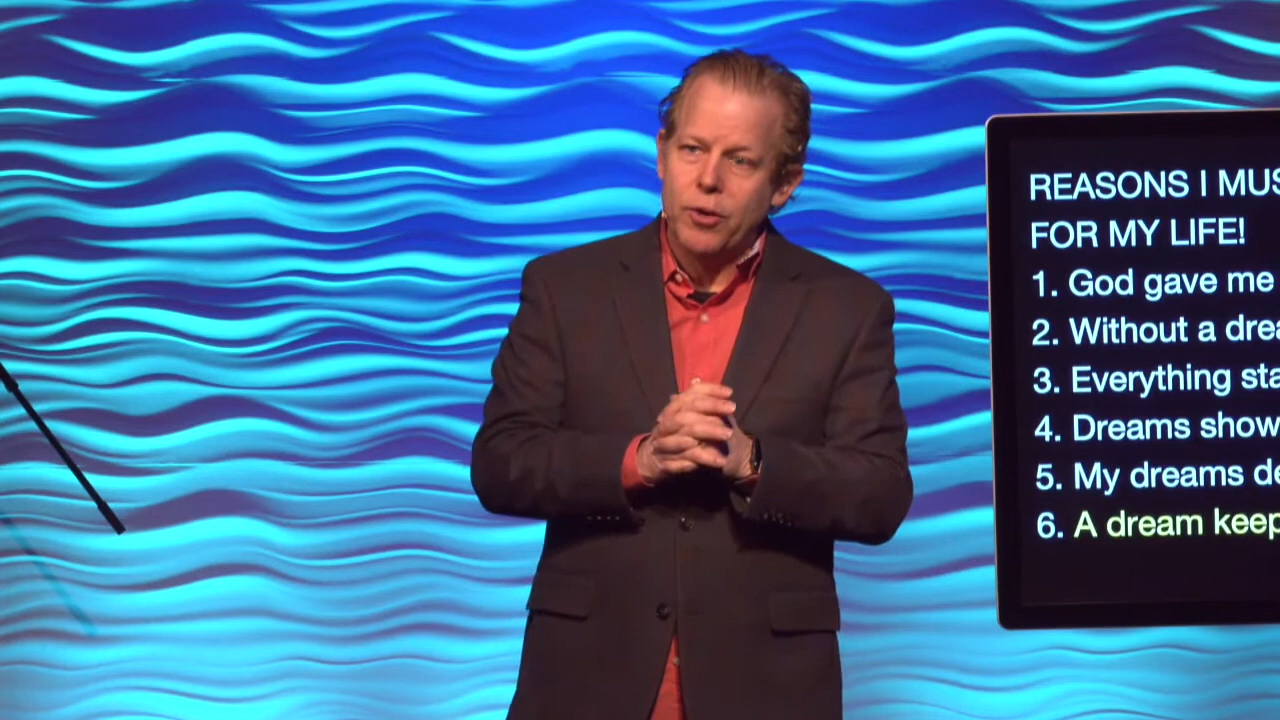 REASONS I MUS
FOR MY LIFE!
1. God gave me
2. Without a drea
3. Everything sta
4. Dreams show
5. My dreams de
6. A dream keep